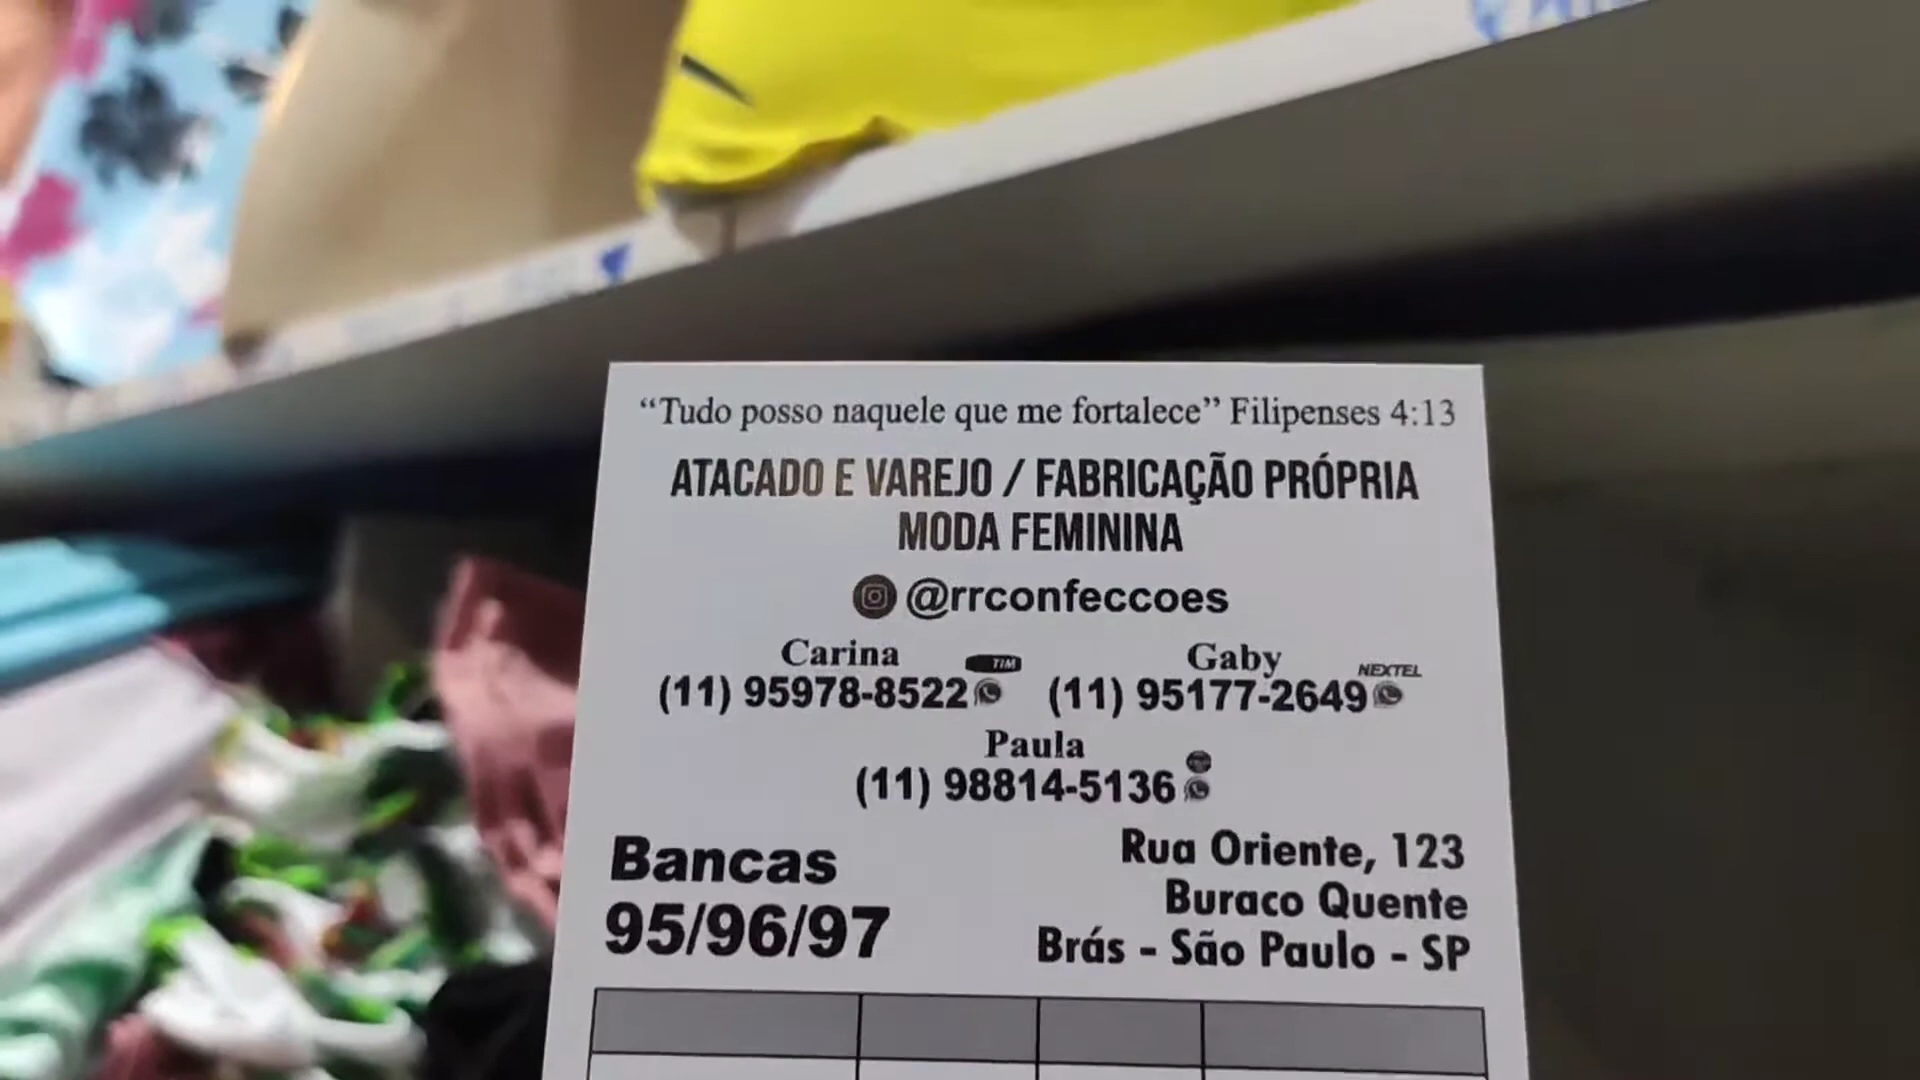 “Tudo posso naquele que me fortalece” Filipenses 4:13
ATACADO E VAREJO / FABRICAÇÃO PRÓPRIA
MODA FEMININA
@rrconfeccoes
Carina TIM Gaby NEXTEL
(11) 95978-8522 (11) 95177-2649
Paula
(11) 98814-5136
Bancas
95/96/97
Rua Oriente, 123
Buraco Quente
Brás - São Paulo - SP